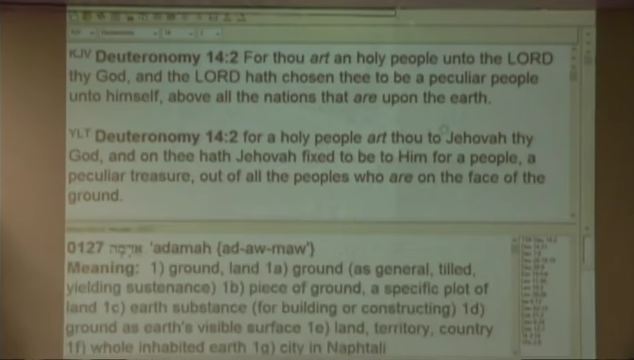 KJV Deuteronomy 14:2 For thou art an holy people unto the LORD
thy God, and the LORD hath chosen thee to be a peculiar people
unto himself, above all the nations that are upon the earth.
YLT Deuteronomy 14:2 for a holy people art thou to Jehovah thy
God, and on thee hath Jehovah fixed to be to Him for a people, a
peculiar treasure, out of all the peoples who are on the face of the
ground.
0127 אדמה 'adamah {ad-aw-maw'}
Meaning: 1) ground, land 1a) ground (as general, tilled,
yielding sustenance) 1b) piece of ground, a specific plot of
land 1c) earth substance (for building or constructing) 1d)
ground as earth's visible surface 1e) land, territory, country
1f) whole inhabited earth 1g) city in Naphtali